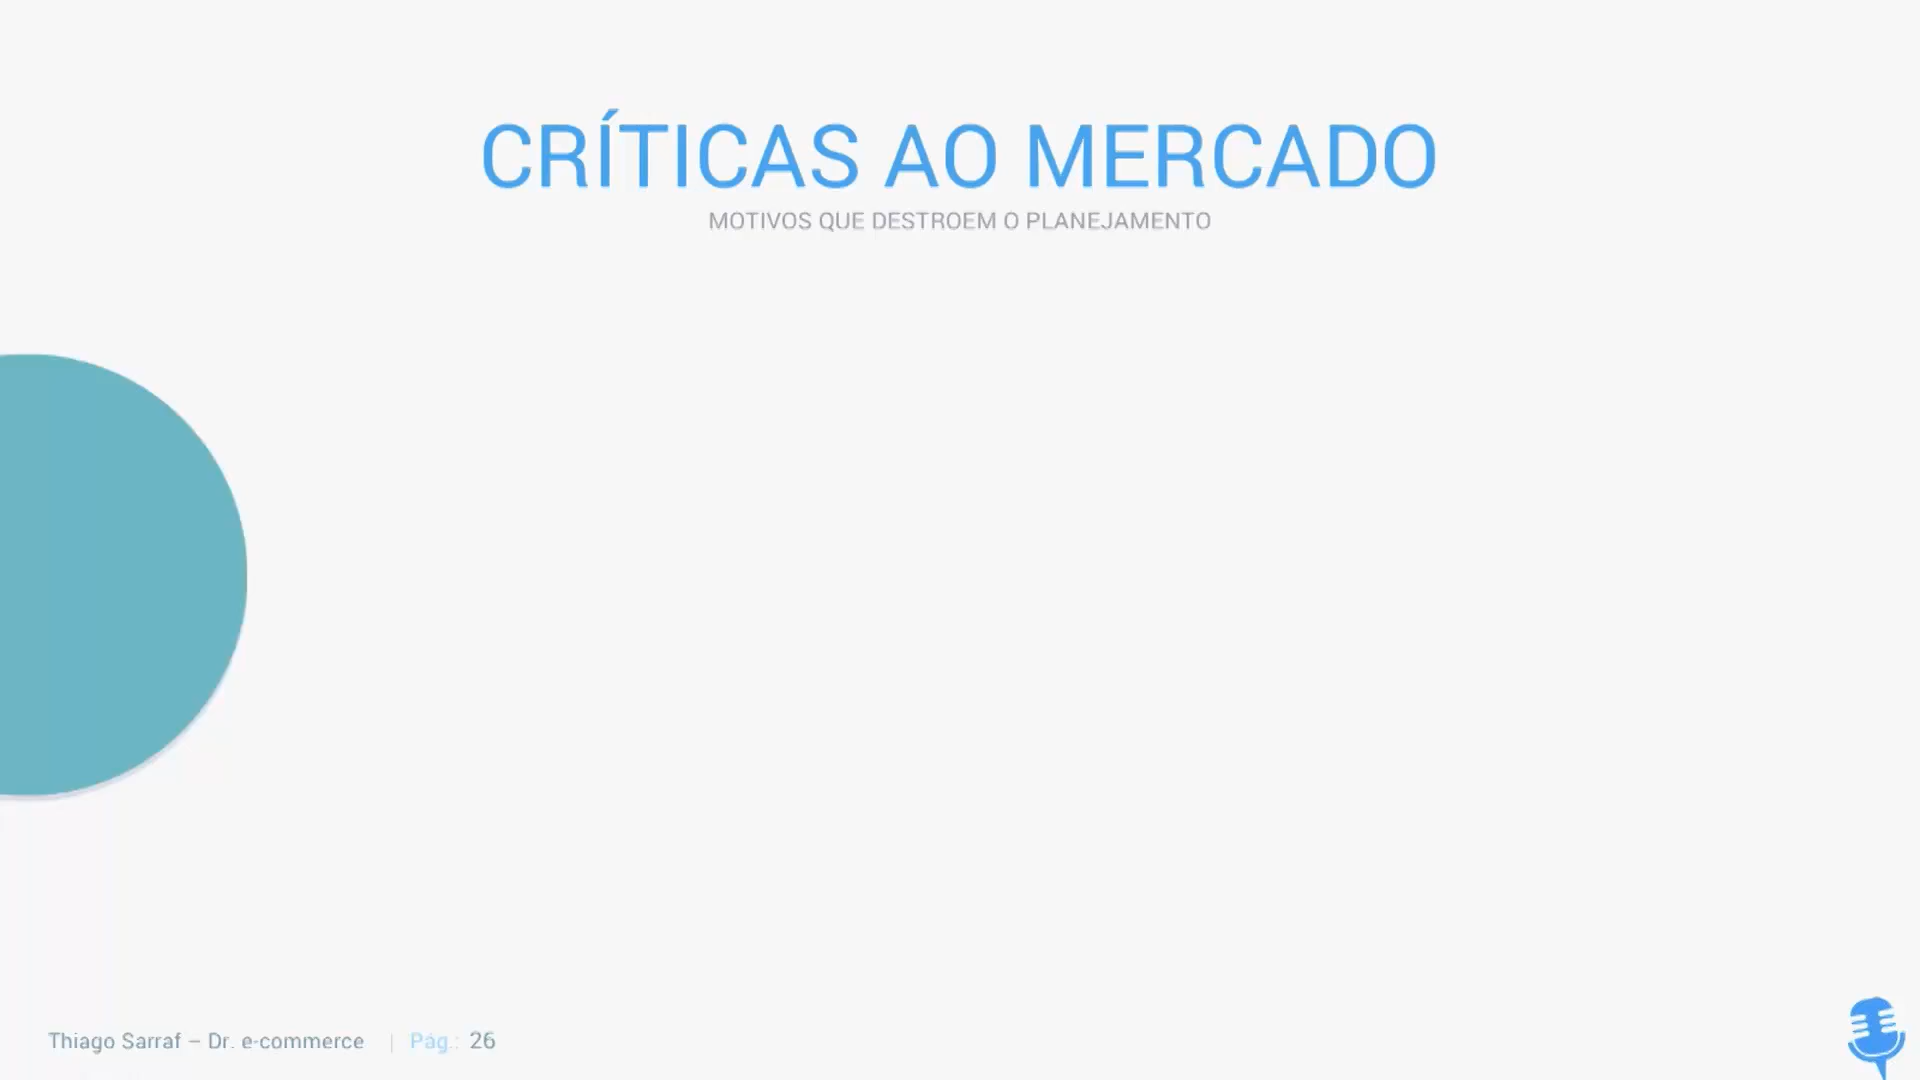 CRÍTICAS AO MERCADO
MOTIVOS QUE DESTROEM O PLANEJAMENTO
Thiago Sarraf – Dr. e-commerce | Pág.: 26